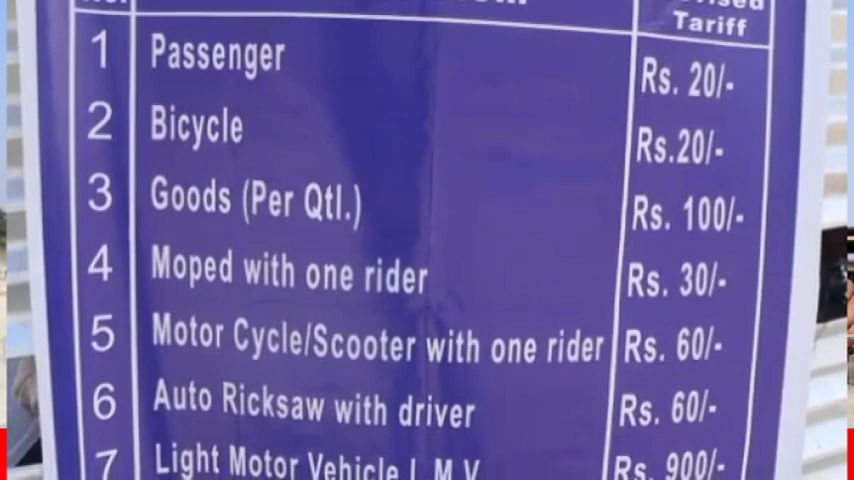 Tariff
1 Passenger Rs. 20/-
2 Bicycle Rs.20/-
3 Goods (Per Qtl.) Rs. 100/-
4 Moped with one rider Rs. 30/-
5 Motor Cycle/Scooter with one rider Rs. 60/-
6 Auto Ricksaw with driver Rs. 60/-
7 Light Motor Vehicle L.M.V. Rs. 900/-